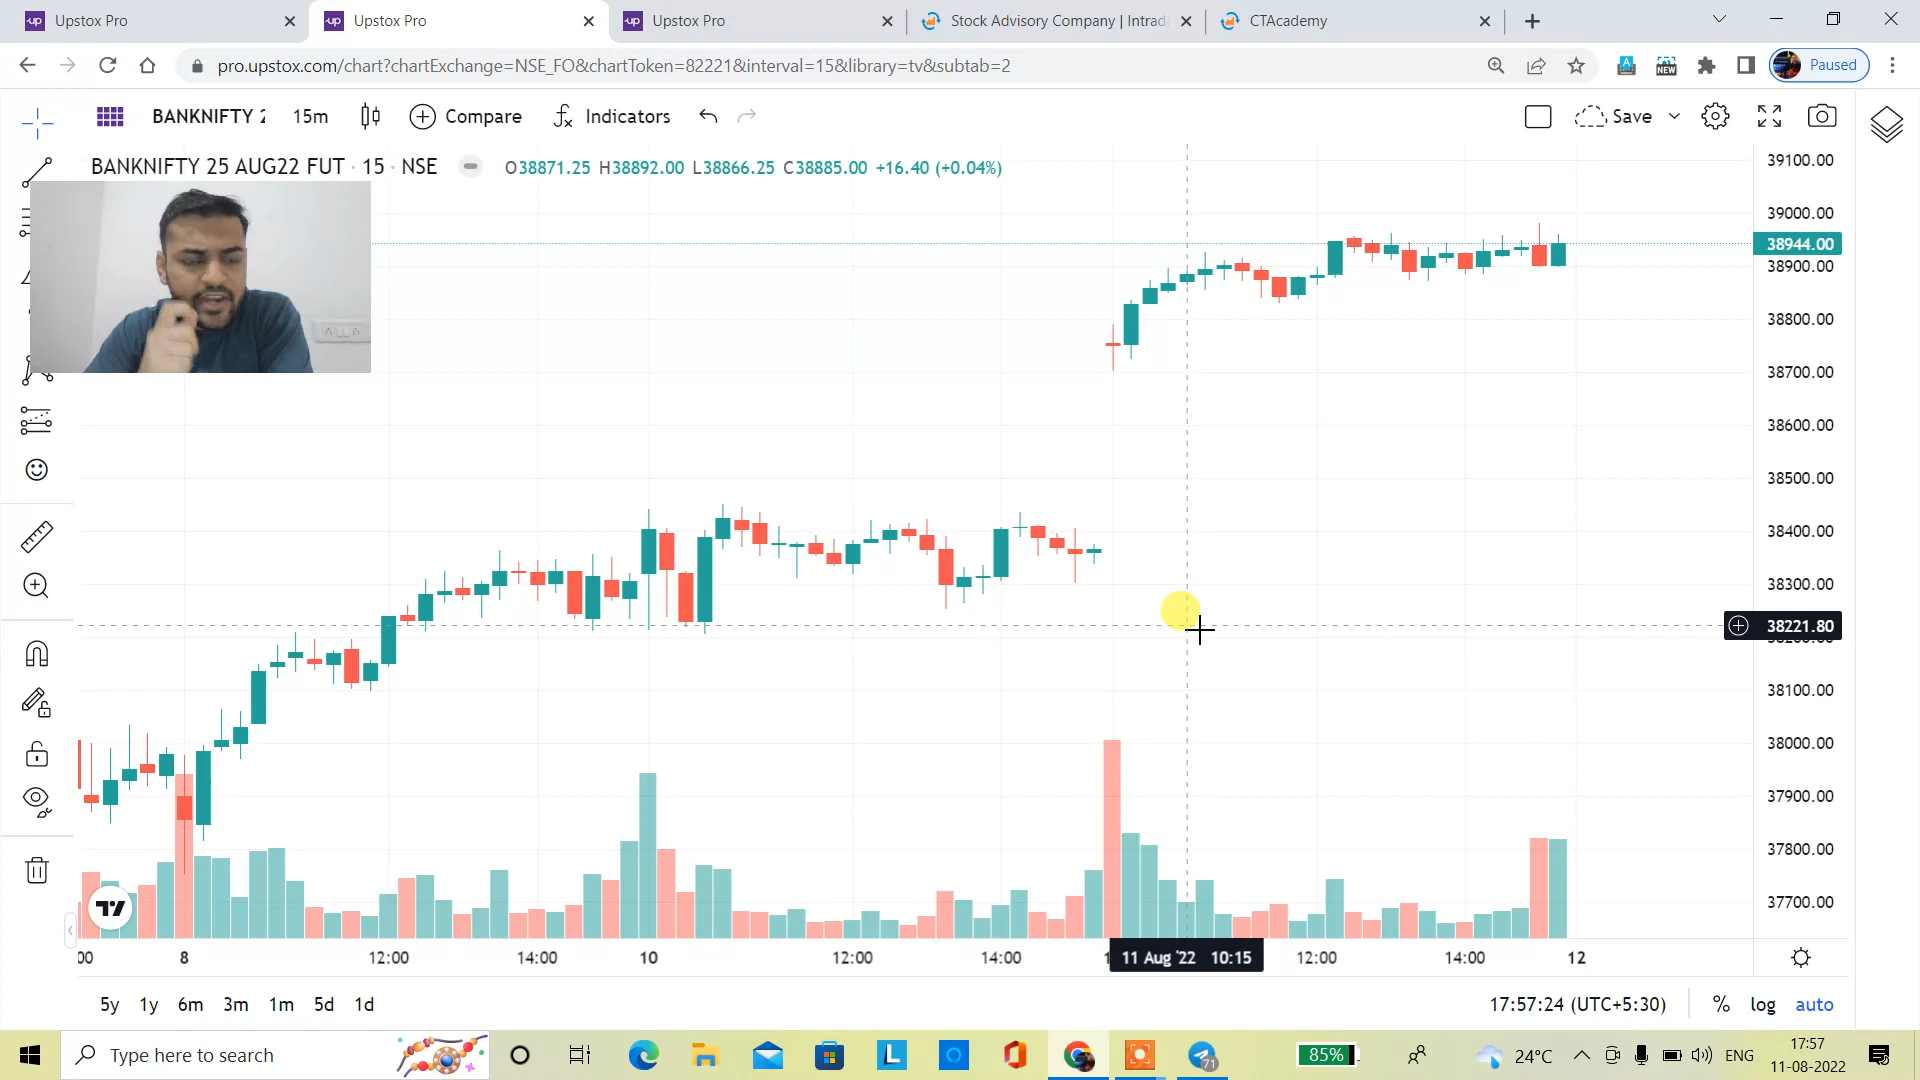 Upstox Pro
Upstox Pro
Upstox Pro
Stock Advisory Company | Intrad
CTAcademy
pro.upstox.com/chart?chartExchange=NSE_FO&chartToken=82221&interval=15&library=tv&subtab=2
NEW
Paused
BANKNIFTY 2
15m
Compare
Indicators
Save
BANKNIFTY 25 AUG22 FUT · 15 · NSE
O38871.25 H38892.00 L38866.25 C38885.00 +16.40 (+0.04%)
39100.00
39000.00
38944.00
38900.00
38800.00
38700.00
38600.00
38500.00
38400.00
38300.00
38221.80
38100.00
38000.00
37900.00
37800.00
37700.00
:00
8
12:00
14:00
10
12:00
14:00
11 Aug '22 10:15
12:00
14:00
12
5y 1y 6m 3m 1m 5d 1d
17:57:24 (UTC+5:30)
%
log
auto
Type here to search
L
71
85%
24°C
ENG
17:57
11-08-2022